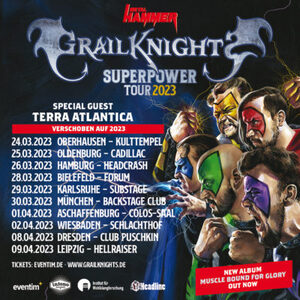 METAL HAMMER
GRAILKNIGHTS
SUPERPOWER
TOUR 2023
SPECIAL GUEST
TERRA ATLANTICA
VERSCHOBEN AUF 2023
24.03.2023 OBERHAUSEN – KULTTEMPEL
25.03.2023 OLDENBURG – CADILLAC
26.03.2023 HAMBURG – HEADCRASH
28.03.2023 BIELEFELD – FORUM
29.03.2023 KARLSRUHE – SUBSTAGE
30.03.2023 MÜNCHEN – BACKSTAGE CLUB
01.04.2023 ASCHAFFENBURG – COLOS-SAAL
02.04.2023 WIESBADEN – SCHLACHTHOF
08.04.2023 DRESDEN – CLUB PUSCHKIN
09.04.2023 LEIPZIG – HELLRAISER
TICKETS: EVENTIM.DE – WWW.GRAILKNIGHTS.DE
NEW ALBUM
MUSCLE BOUND FOR GLORY
OUT NOW
eventim
Institut für
Wohlklangforschung
Headline